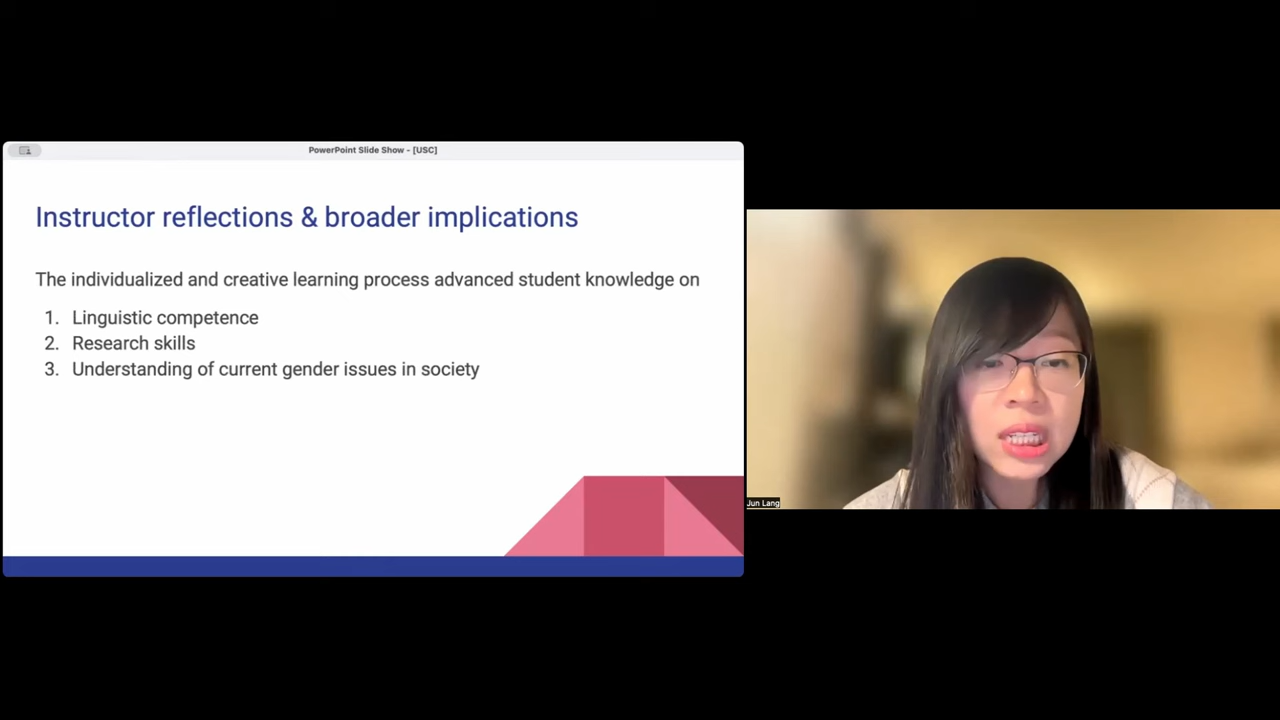 PowerPoint Slide Show - [USC]
Instructor reflections & broader implications
The individualized and creative learning process advanced student knowledge on
1. Linguistic competence
2. Research skills
3. Understanding of current gender issues in society
Jun Lang